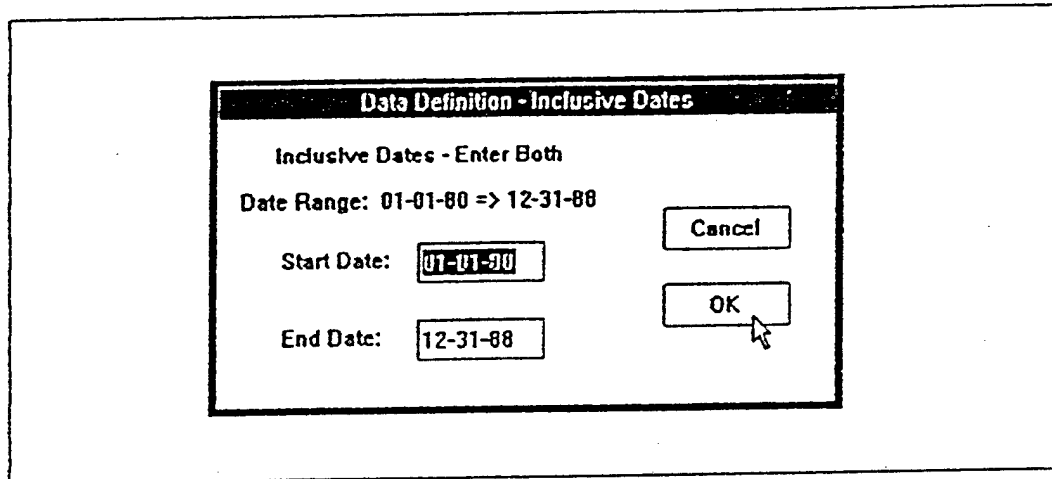 Data Definition - Inclusive Dates
Inclusive Dates - Enter Both
Date Range: 01-01-80 => 12-31-88
Cancel
Start Date: 01-01-80
OK
End Date: 12-31-88